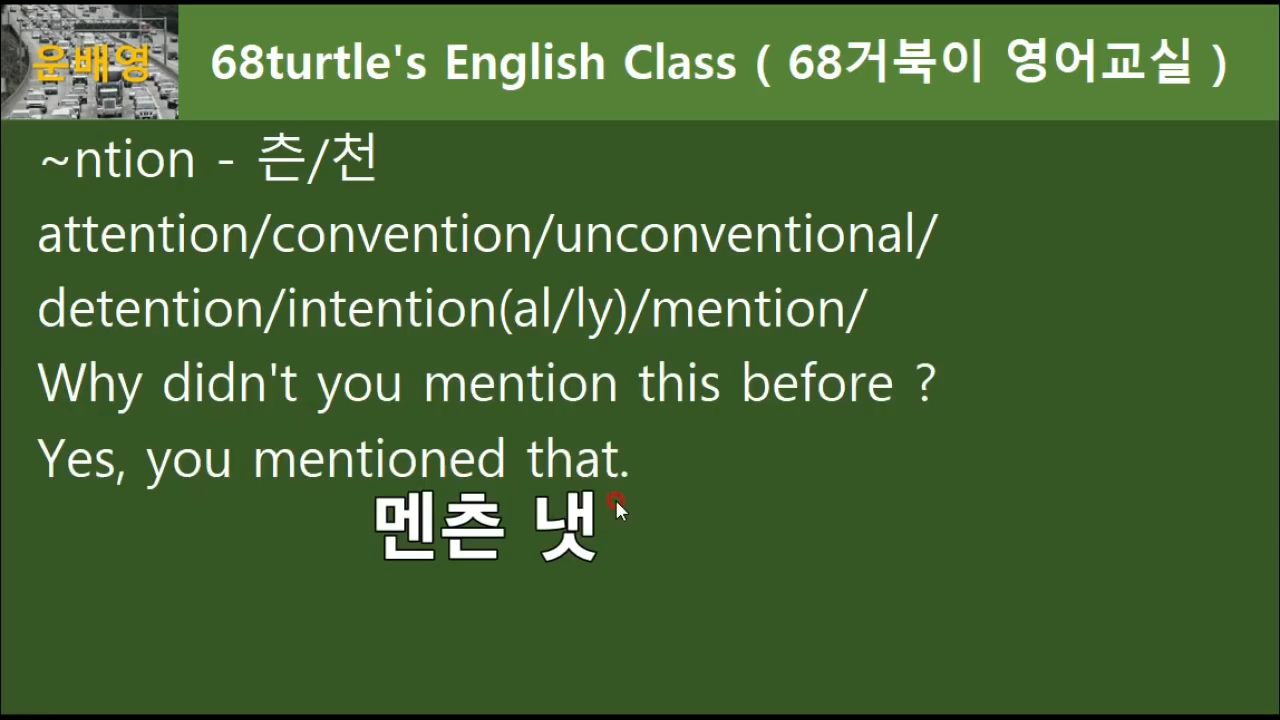 운배영
68turtle's English Class ( 68거북이 영어교실 )
~ntion - 츤/천
attention/convention/unconventional/
detention/intention(al/ly)/mention/
Why didn't you mention this before ?
Yes, you mentioned that.
멘츤 냇